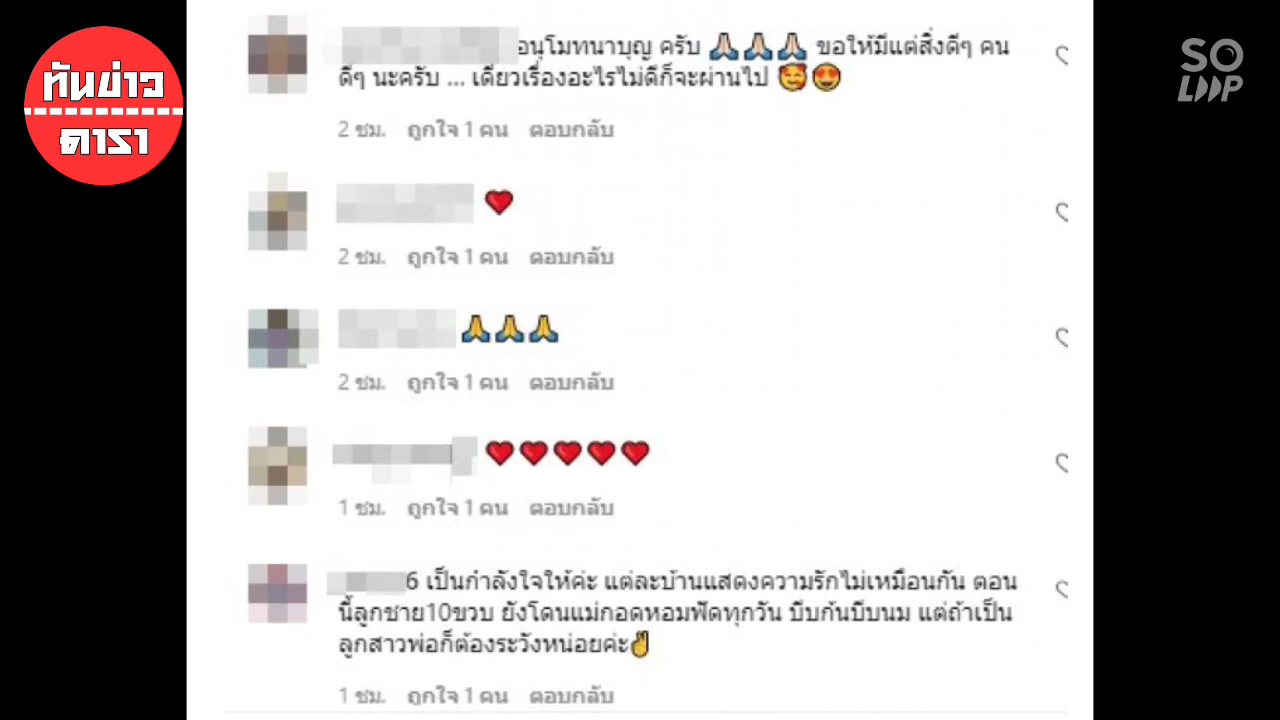 ทันข่าว
ดารา
SO
LOOP
อนุโมทนาบุญ ครับ 🙏🏻🙏🏻🙏🏻 ขอให้มีแต่สิ่งดีๆ คน
ดีๆ นะครับ ... เดี๋ยวเรื่องอะไรไม่ดีก็จะผ่านไป 🥰😍
2 ชม. ถูกใจ 1 คน ตอบกลับ
❤️
2 ชม. ถูกใจ 1 คน ตอบกลับ
🙏🙏🙏
2 ชม. ถูกใจ 1 คน ตอบกลับ
❤️❤️❤️❤️❤️
1 ชม. ถูกใจ 1 คน ตอบกลับ
6 เป็นกำลังใจให้ค่ะ แต่ละบ้านแสดงความรักไม่เหมือนกัน ตอน
นี้ลูกชาย10ขวบ ยังโดนแม่กอดหอมฟัดทุกวัน บีบก้นบีบนม แต่ถ้าเป็น
ลูกสาวพ่อก็ต้องระวังหน่อยค่ะ✌️
1 ชม. ถูกใจ 1 คน ตอบกลับ